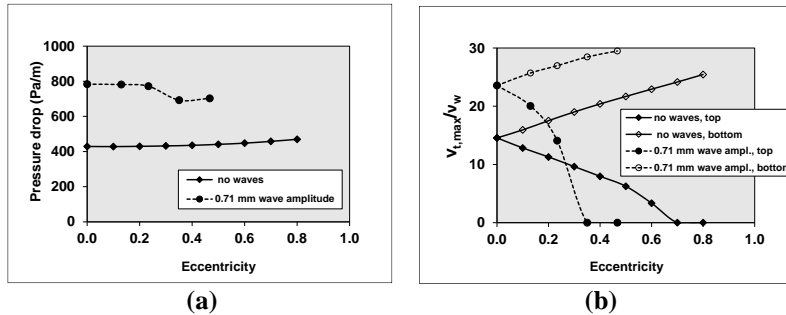 1000
800
600
400
200
0
Pressure drop (Pa/m)
0.0 0.2 0.4 0.6 0.8 1.0
Eccentricity
no waves
0.71 mm wave amplitude
(a)
30
20
10
0
νt,max/νw
0.0 0.2 0.4 0.6 0.8 1.0
Eccentricity
no waves, top
no waves, bottom
0.71 mm wave ampl., top
0.71 mm wave ampl., bottom
(b)